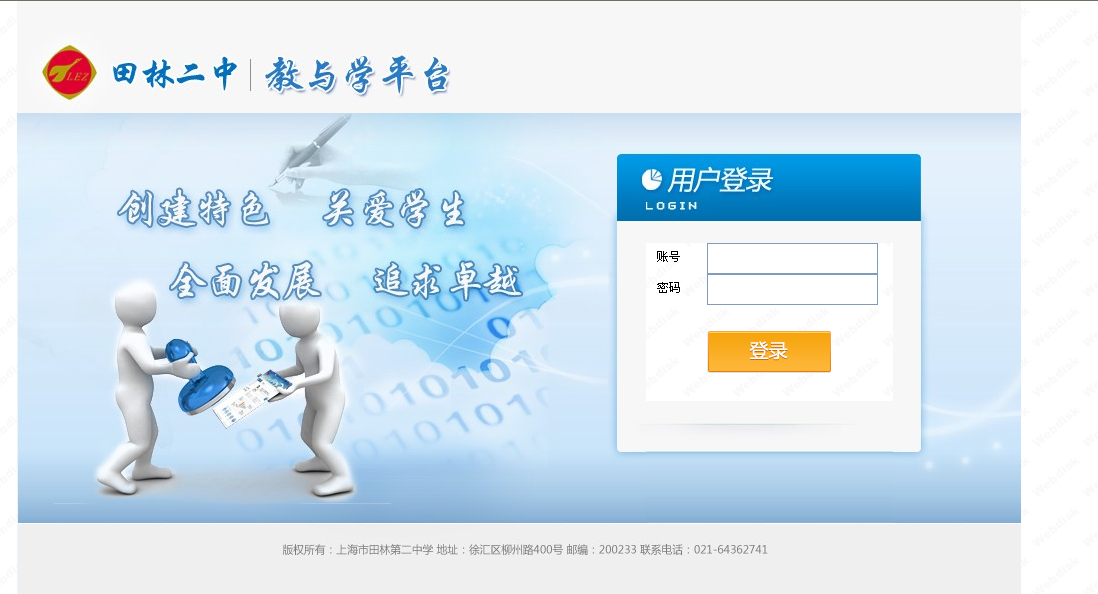 LEZ
田林二中 教与学平台
创建特色 关爱学生
全面发展 追求卓越
用户登录
LOGIN
账号
密码
登录
版权所有：上海市田林第二中学 地址：徐汇区柳州路400号 邮编：200233 联系电话：021-64362741